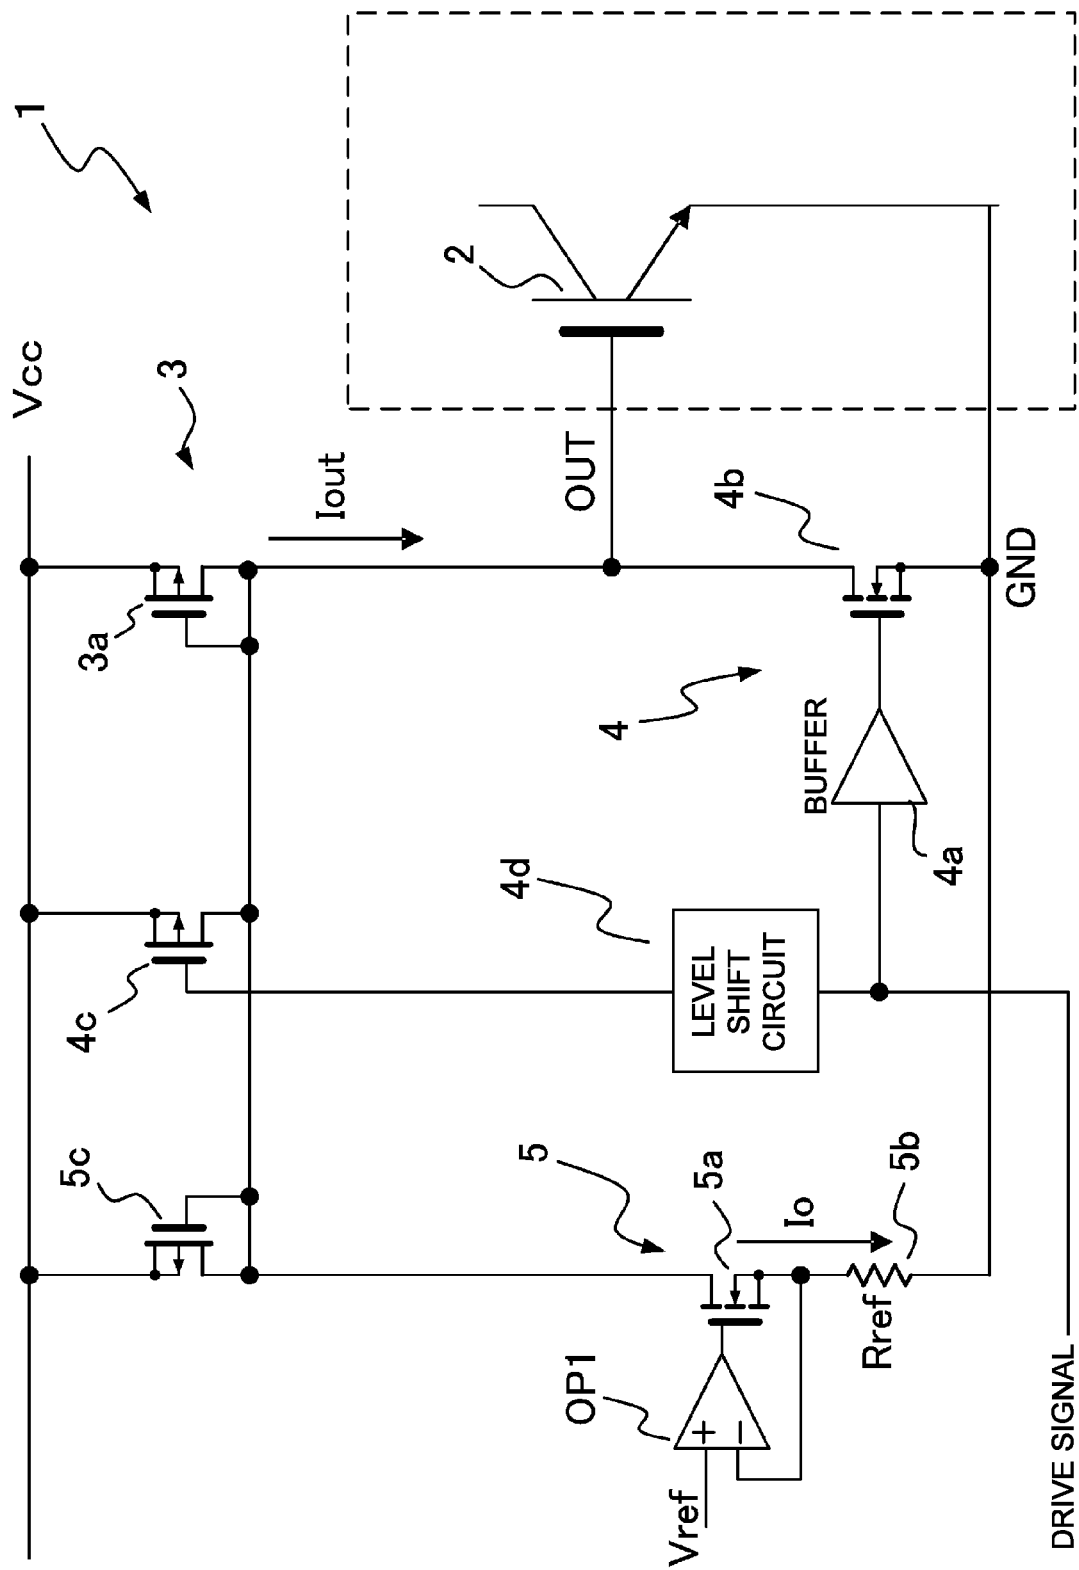 1
Vcc
3
2
3a
Iout
OUT
4b
GND
4
BUFFER
4a
4c
4d
LEVEL
SHIFT
CIRCUIT
5c
5
5a
Io
5b
Rref
OP1
+
−
Vref
DRIVE SIGNAL